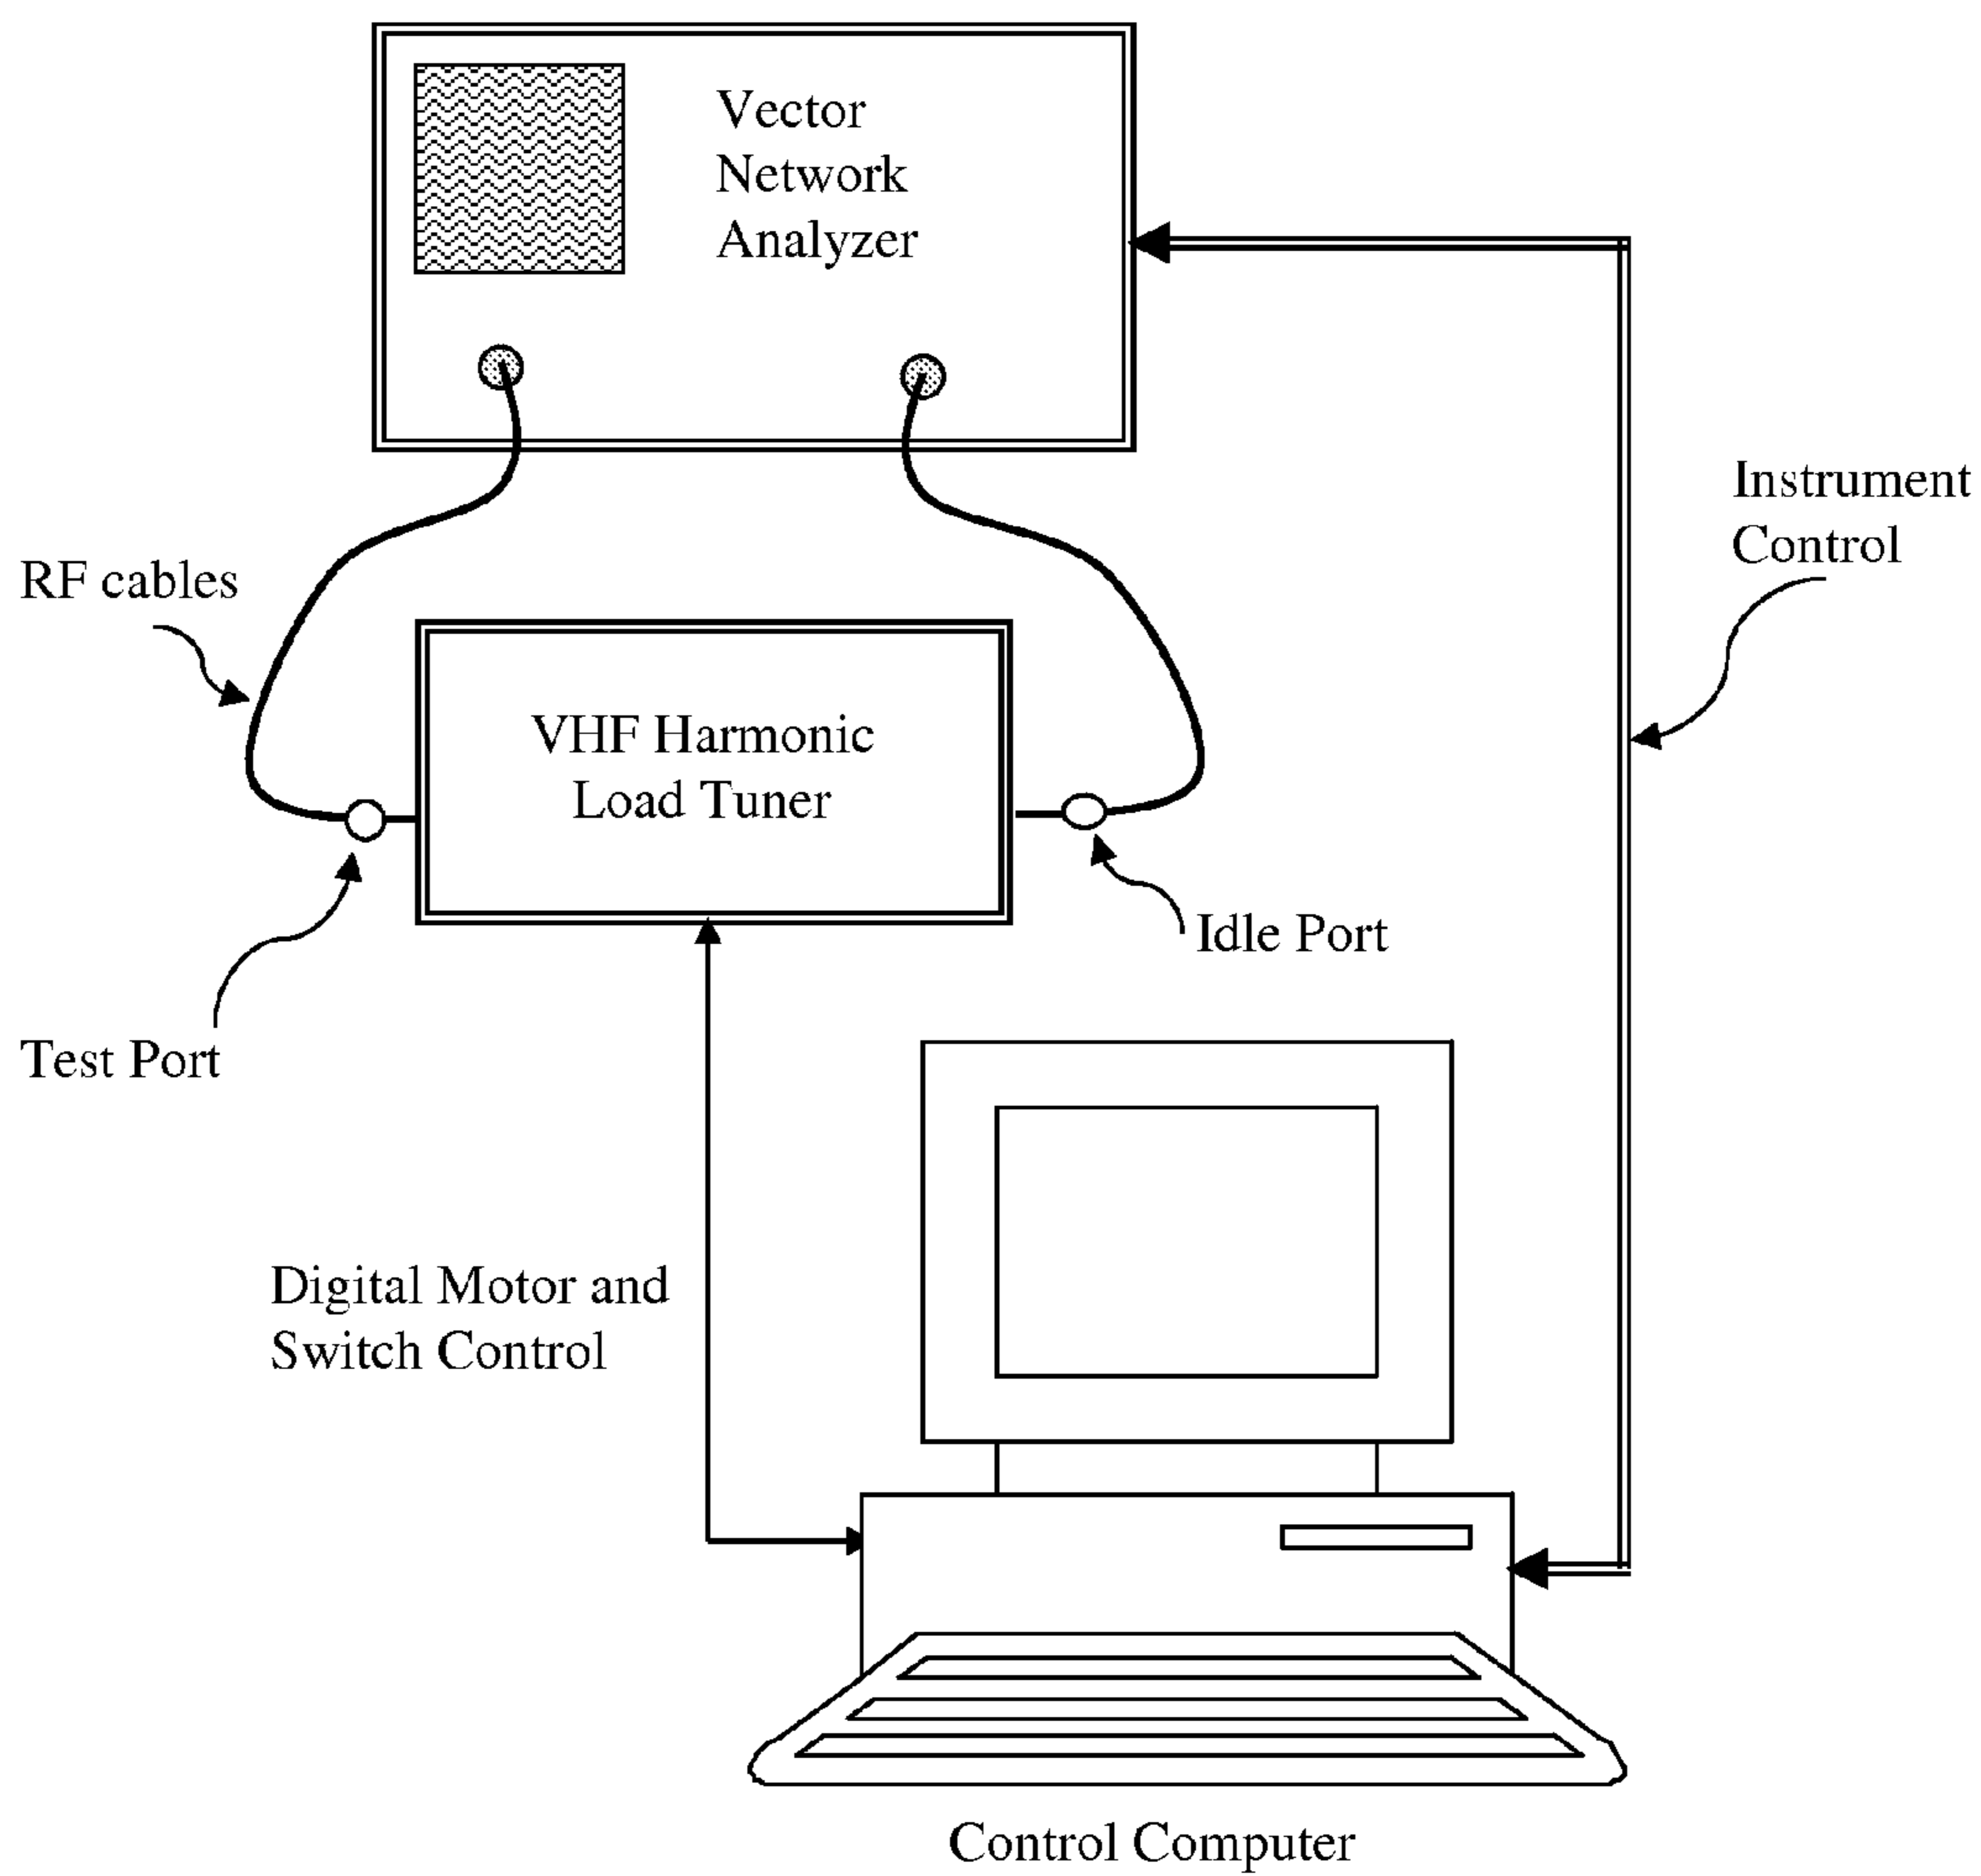 Vector
Network
Analyzer
Instrument
Control
RF cables
VHF Harmonic
Load Tuner
Idle Port
Test Port
Digital Motor and
Switch Control
Control Computer